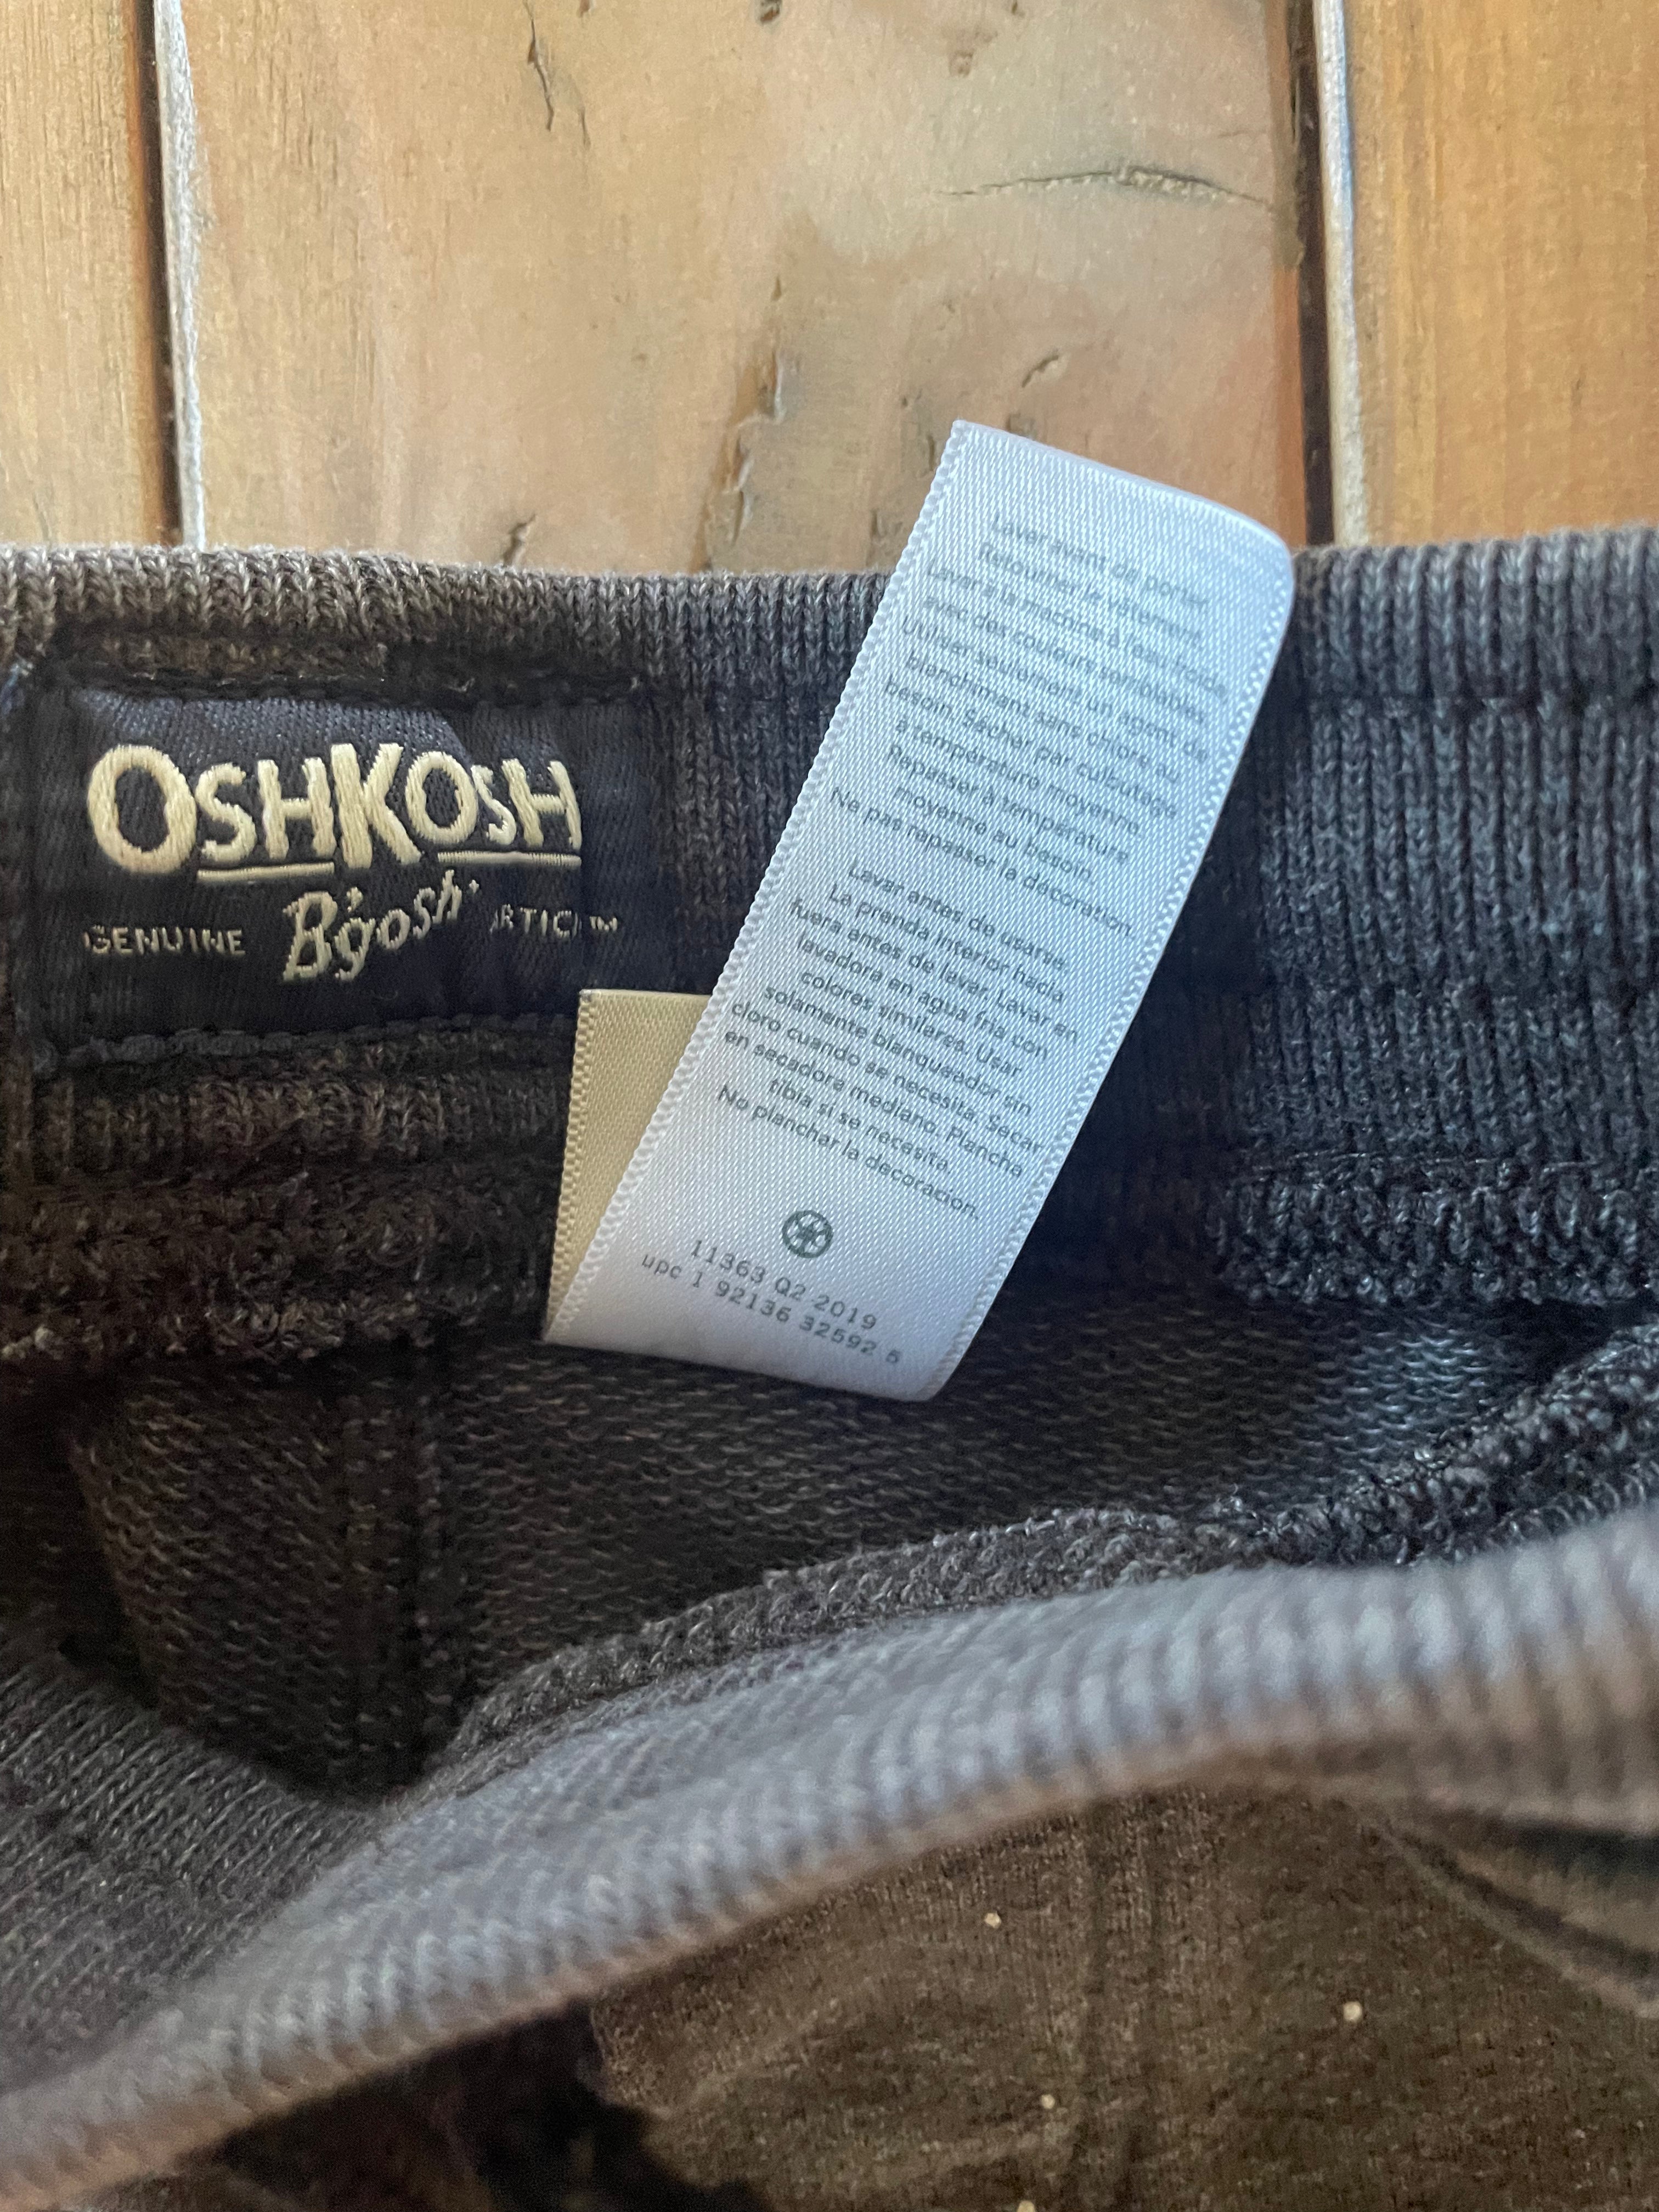 OSHKOSH
GENUINE B'gosh ARTIC ™
Laver avant de porter.
Retourner le vêtement.
Laver à la machine à eau froide
avec des couleurs semblables.
Utiliser seulement un agent de
blanchiment sans chlore au
besoin. Sécher par culbutage
à température moyenne.
Repasser à température
moyenne au besoin.
Ne pas repasser la décoration.
Lavar antes de usarse.
La prenda interior hacia
fuera antes de lavar. Lavar en
lavadora en agua fria con
colores similares. Usar
solamente blanqueador sin
cloro cuando se necesita. Secar
en secadora mediano. Plancha
tibia si se necesita.
No planchar la decoracion.
11363 Q2 2019
upc 1 92136 32592 5